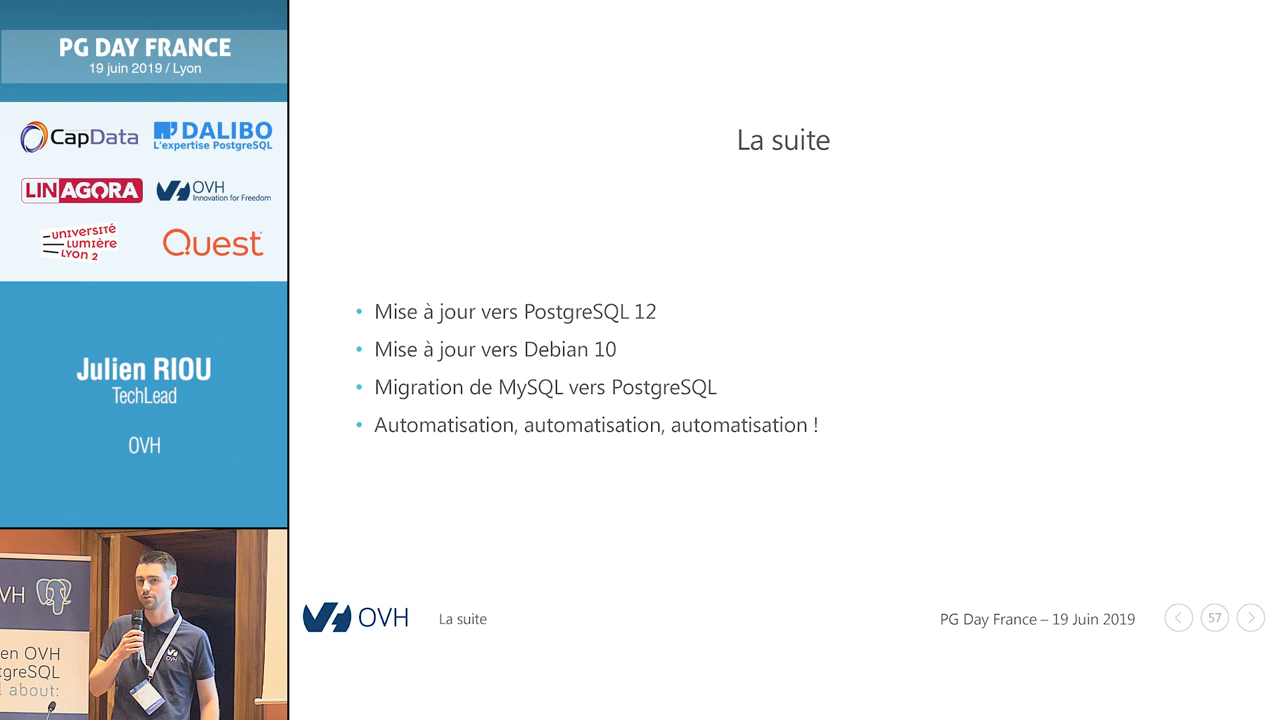 PG DAY FRANCE
19 juin 2019 / Lyon
CapData
DALIBO
L'expertise PostgreSQL
LINAGORA
OVH
Innovation for Freedom
UNIVERSITÉ
LUMIÈRE
LYON 2
Quest
Julien RIOU
TechLead
OVH
La suite
• Mise à jour vers PostgreSQL 12
• Mise à jour vers Debian 10
• Migration de MySQL vers PostgreSQL
• Automatisation, automatisation, automatisation !
OVH
La suite
PG Day France – 19 Juin 2019
57
VH
en OVH
tgreSQL
about:
OVH